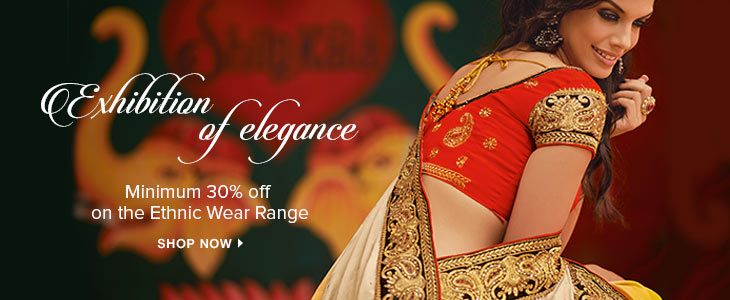 Exhibition
of elegance
Minimum 30% off
on the Ethnic Wear Range
SHOP NOW